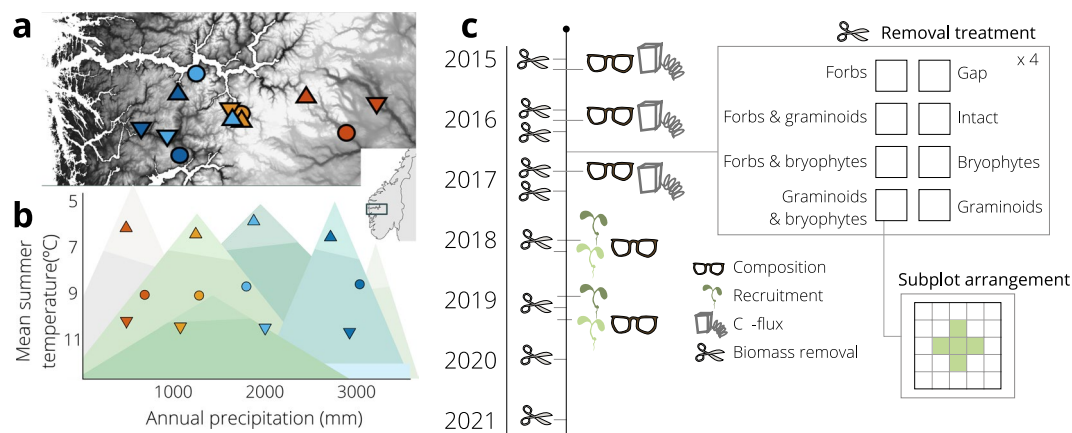 a
b
5
7
9
11
Mean summer
temperature(ºC)
1000
2000
3000
Annual precipitation (mm)
c
2015
2016
2017
2018
2019
2020
2021
Composition
Recruitment
C -flux
Biomass removal
Removal treatment
x 4
Forbs
Gap
Forbs & graminoids
Intact
Forbs & bryophytes
Bryophytes
Graminoids
& bryophytes
Graminoids
Subplot arrangement